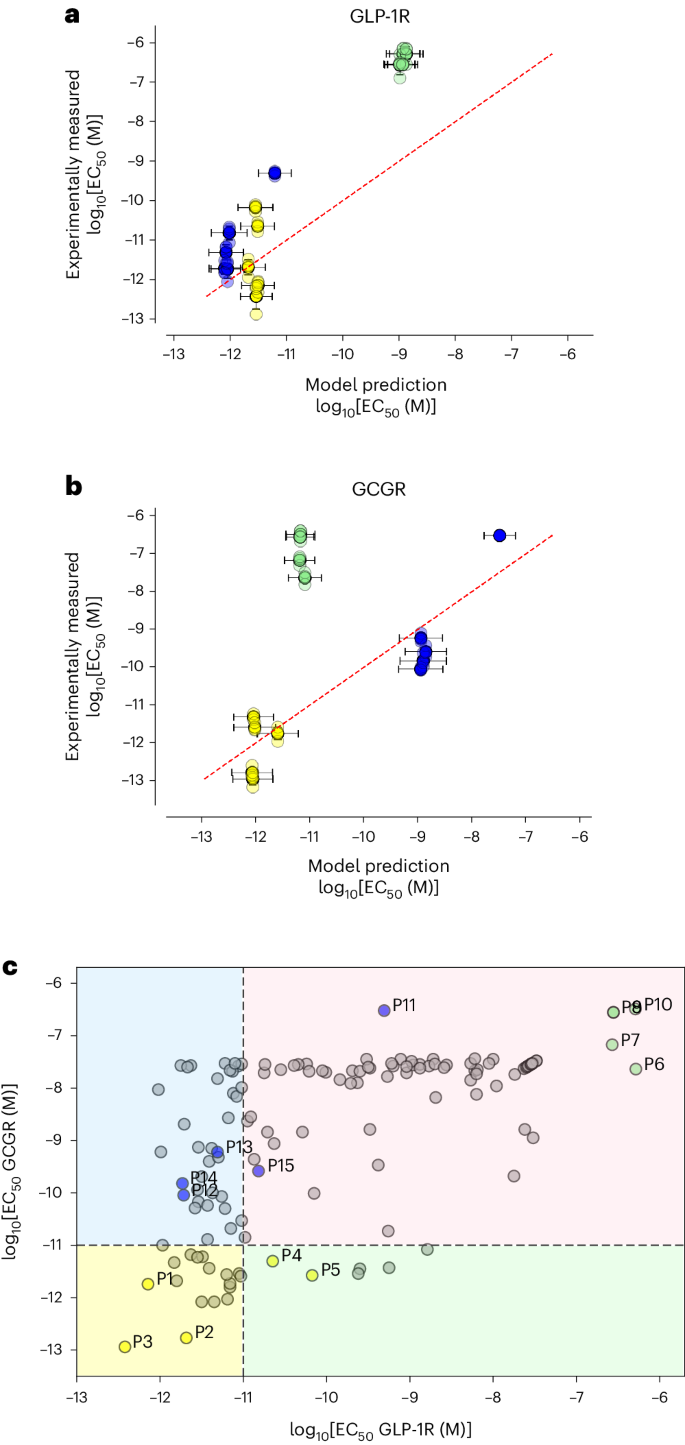 a
GLP-1R
Experimentally measured
log10[EC50 (M)]
−6
−7
−8
−9
−10
−11
−12
−13
−13
−12
−11
−10
−9
−8
−7
−6
Model prediction
log10[EC50 (M)]
b
GCGR
Experimentally measured
log10[EC50 (M)]
−6
−7
−8
−9
−10
−11
−12
−13
−13
−12
−11
−10
−9
−8
−7
−6
Model prediction
log10[EC50 (M)]
c
log10[EC50 GCGR (M)]
−6
−7
−8
−9
−10
−11
−12
−13
P11
P9
P10
P7
P6
P13
P15
P14
P12
P4
P5
P1
P2
P3
−13
−12
−11
−10
−9
−8
−7
−6
log10[EC50 GLP-1R (M)]